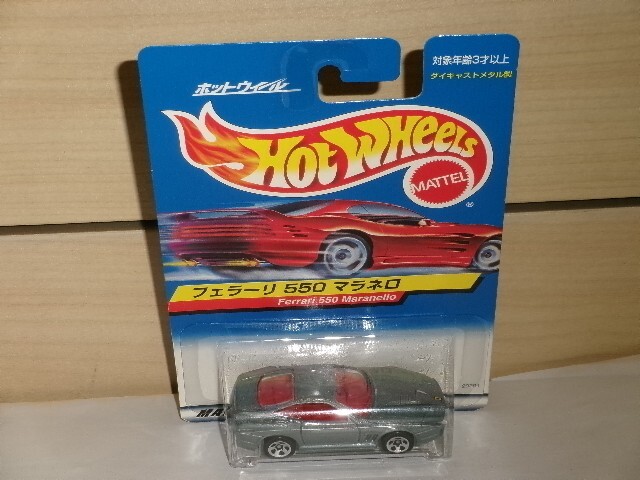 ホットウィール
対象年齢3才以上
ダイキャストメタル製
HOT WHEELS
MATTEL
®
フェラーリ 550 マラネロ
Ferrari 550 Maranello